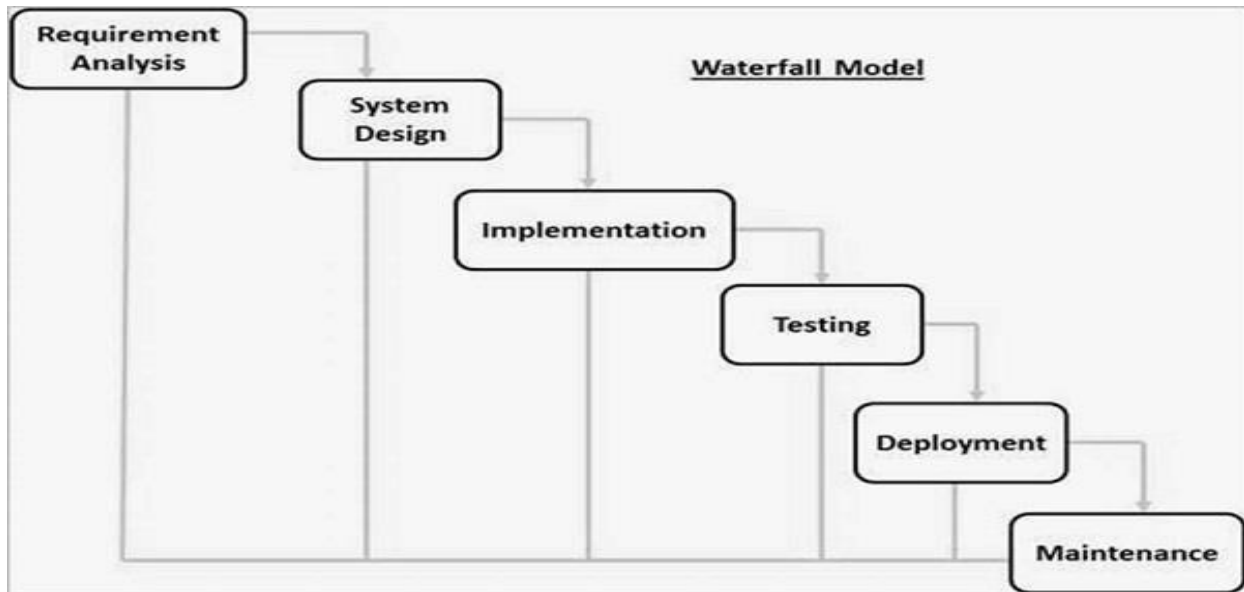 Requirement
Analysis
Waterfall Model
System
Design
Implementation
Testing
Deployment
Maintenance